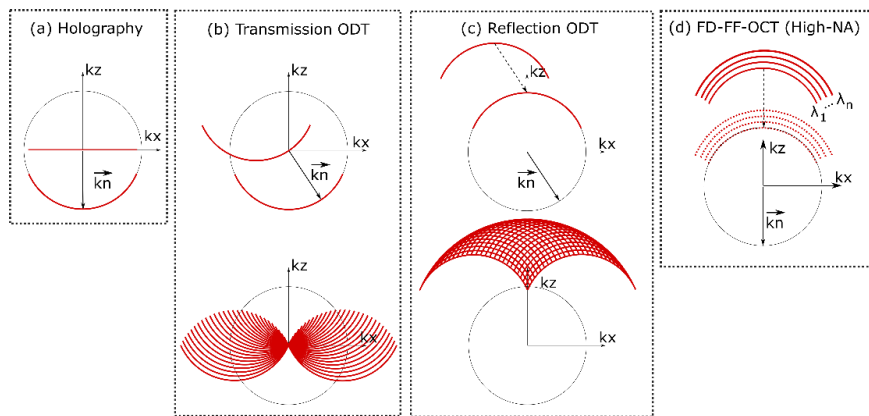 (a) Holography
kz
kx
kn
(b) Transmission ODT
kz
kx
kn
kz
kx
(c) Reflection ODT
kz
kx
kn
kz
kx
(d) FD-FF-OCT (High-NA)
λ1 ... λn
kz
kx
kn